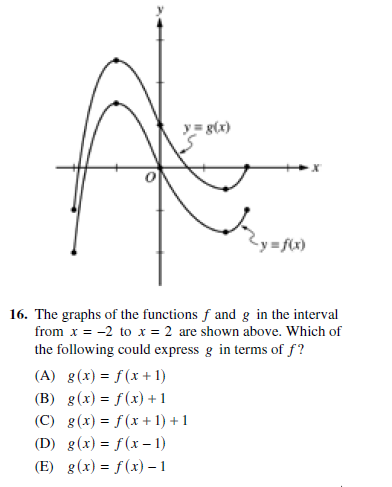 y
y = g(x)
x
O
y = f(x)
16. The graphs of the functions f and g in the interval
from x = –2 to x = 2 are shown above. Which of
the following could express g in terms of f ?
(A) g(x) = f(x + 1)
(B) g(x) = f(x) + 1
(C) g(x) = f(x + 1) + 1
(D) g(x) = f(x – 1)
(E) g(x) = f(x) – 1